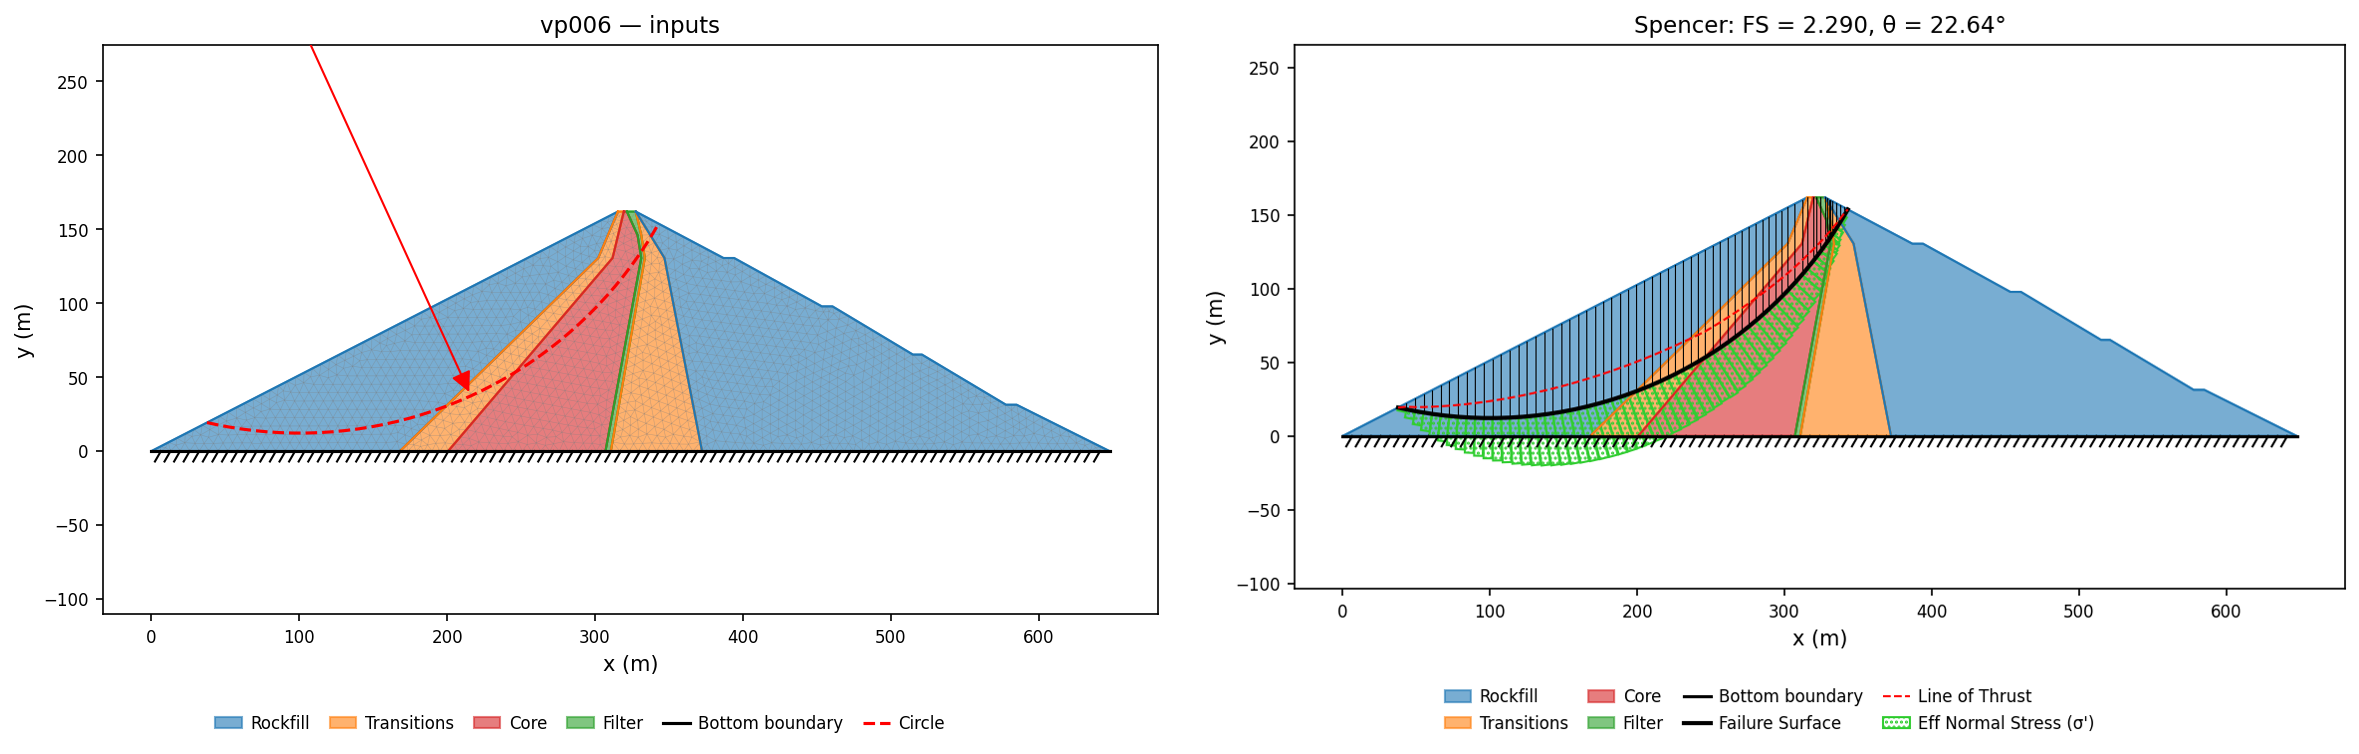 vp006 — inputs
250
200
150
100
50
0
−50
−100
y (m)
0 100 200 300 400 500 600
x (m)
Rockfill Transitions Core Filter Bottom boundary Circle
Spencer: FS = 2.290, θ = 22.64°
250
200
150
100
50
0
−50
−100
y (m)
0 100 200 300 400 500 600
x (m)
Rockfill Core Bottom boundary Line of Thrust
Transitions Filter Failure Surface Eff Normal Stress (σ')